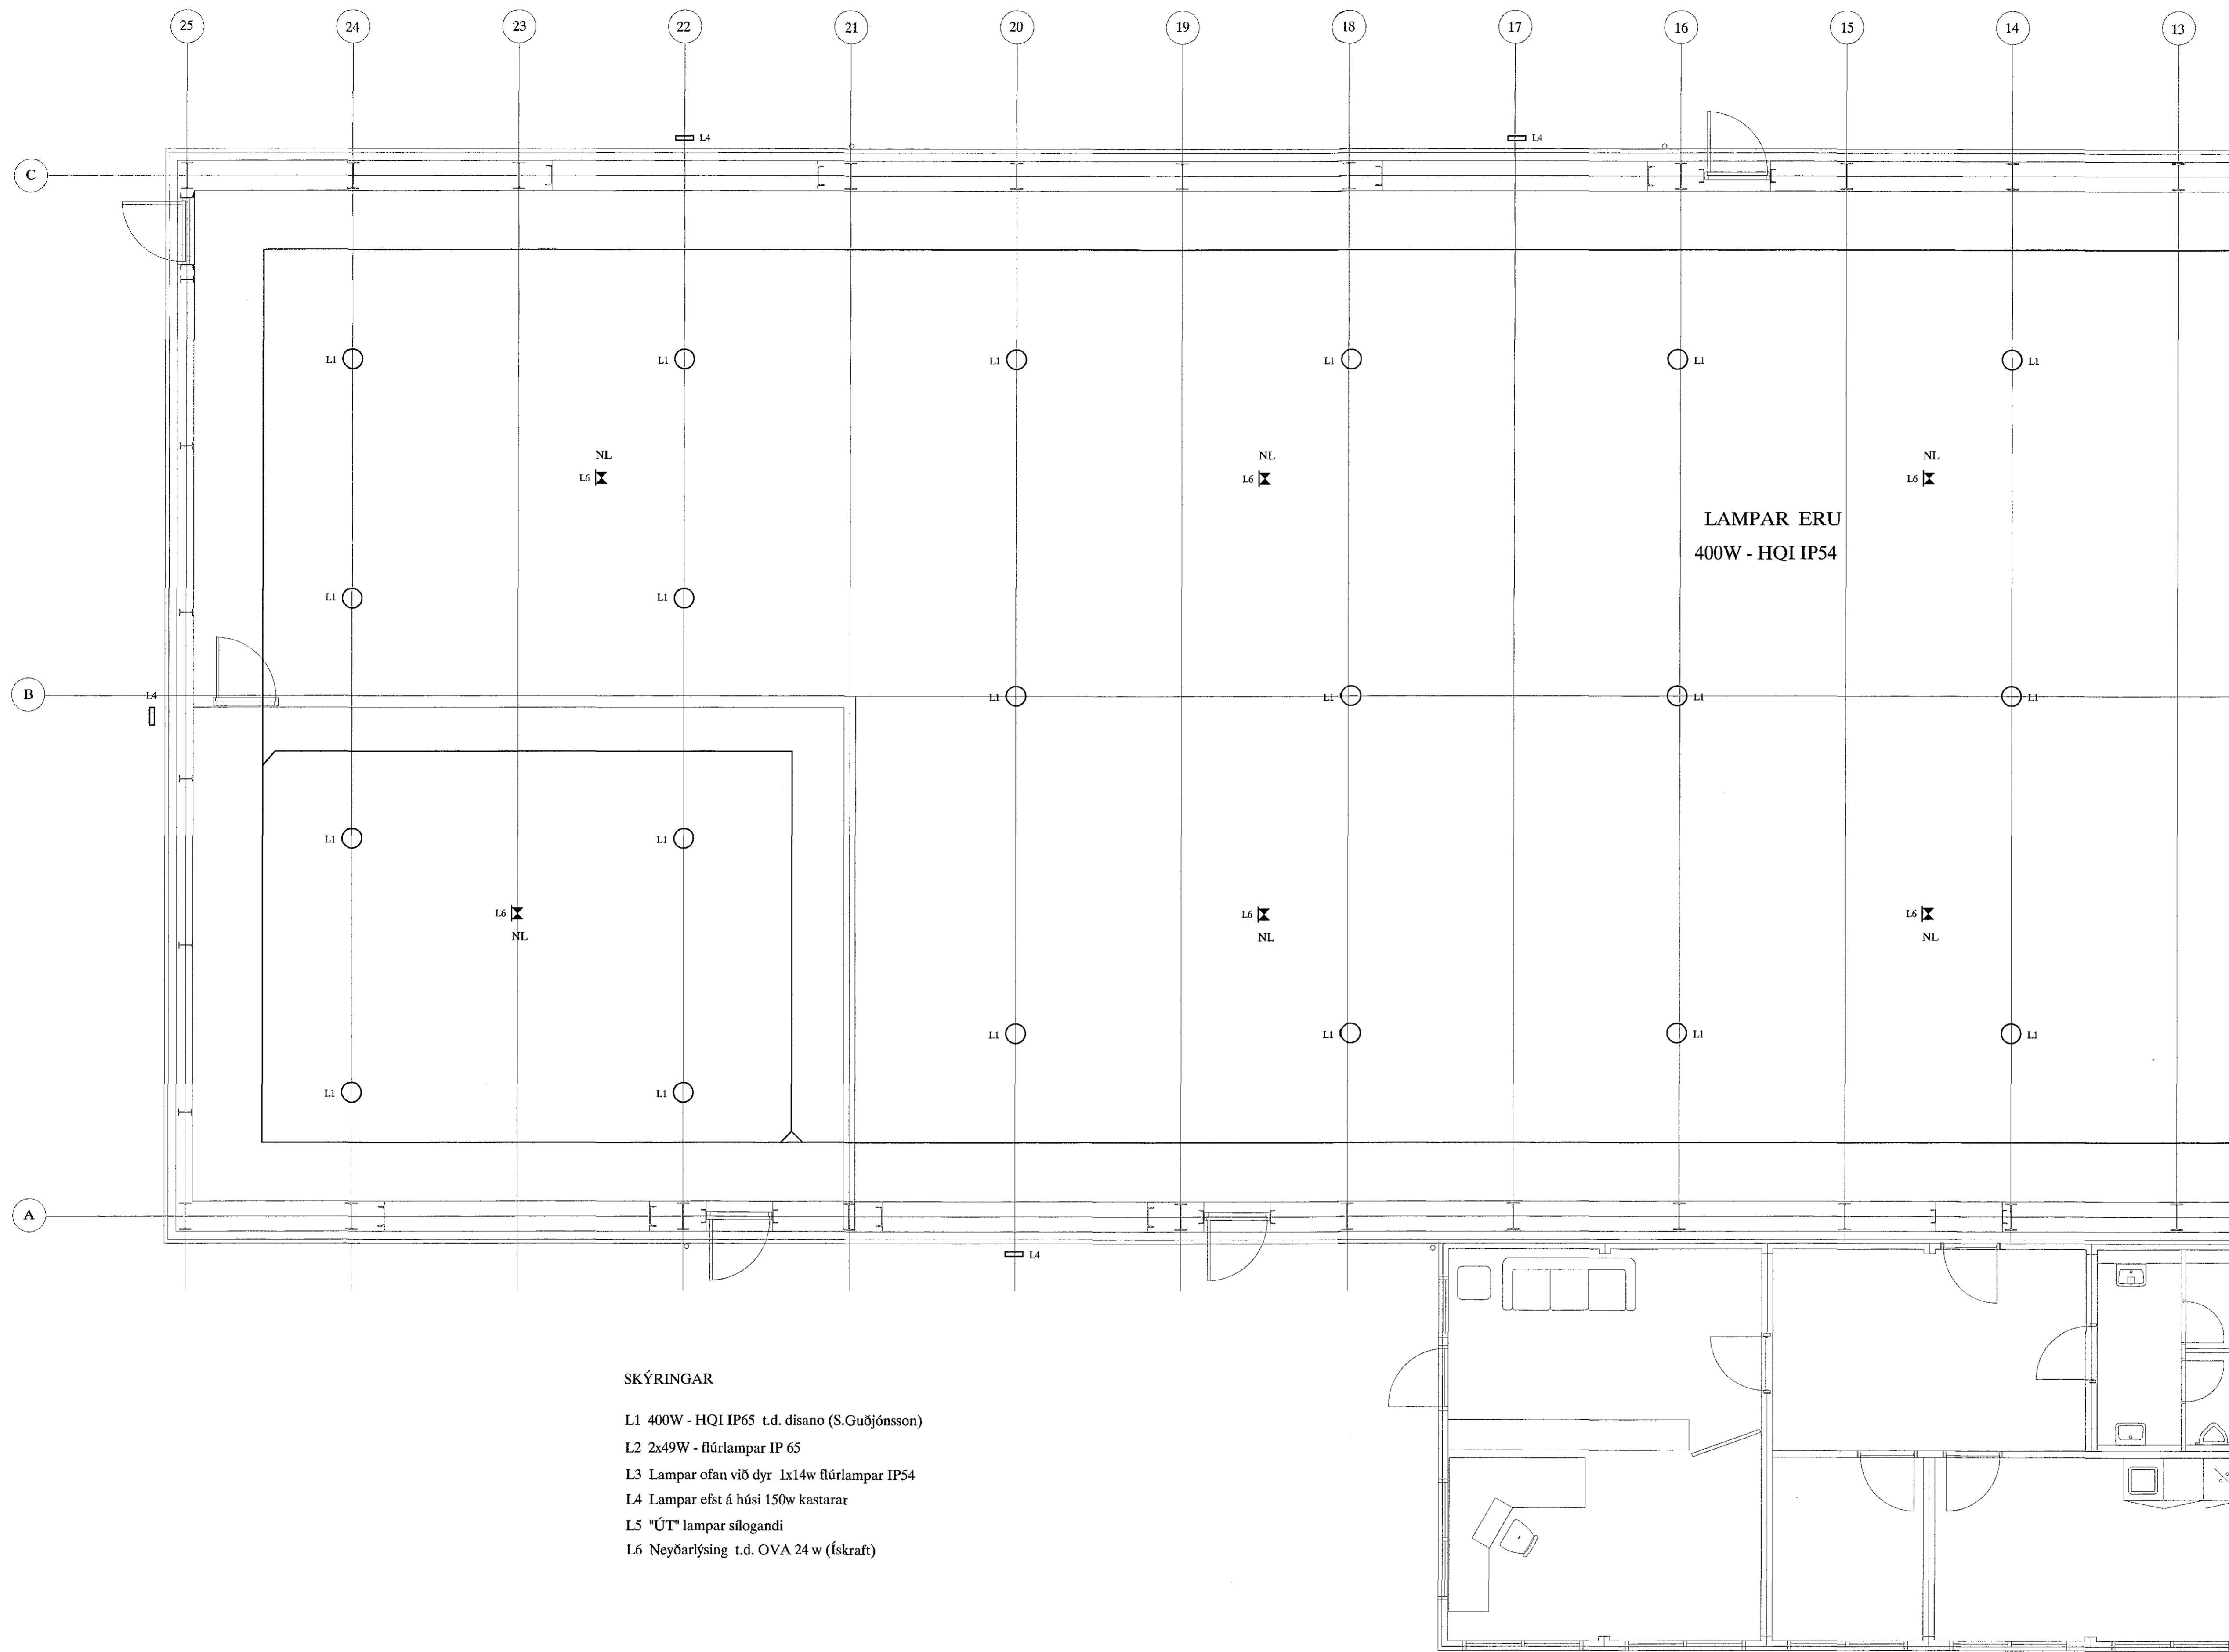 25 24 23 22 21 20 19 18 17 16 15 14 13
L4 L4
C
L1 L1 L1 L1 L1 L1
NL NL NL
L6 L6 L6
LAMPAR ERU
400W - HQI IP54
L1 L1
B L4 L1 L1 L1 L1
L1 L1
L6 L6 L6
NL NL NL
L1 L1 L1 L1
L1 L1
A
L4
SKÝRINGAR
L1 400W - HQI IP65 t.d. disano (S.Guðjónsson)
L2 2x49W - flúrlampar IP 65
L3 Lampar ofan við dyr 1x14w flúrlampar IP54
L4 Lampar efst á húsi 150w kastarar
L5 "ÚT" lampar sílogandi
L6 Neyðarlýsing t.d. OVA 24 w (Ískraft)